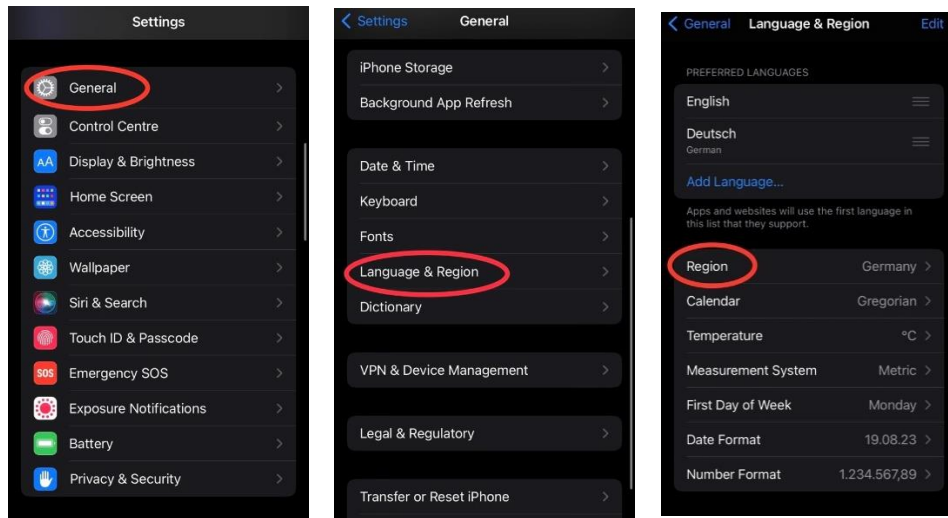 Settings
General
Control Centre
Display & Brightness
Home Screen
Accessibility
Wallpaper
Siri & Search
Touch ID & Passcode
SOS Emergency SOS
Exposure Notifications
Battery
Privacy & Security
Settings General
iPhone Storage
Background App Refresh
Date & Time
Keyboard
Fonts
Language & Region
Dictionary
VPN & Device Management
Legal & Regulatory
Transfer or Reset iPhone
General Language & Region Edit
PREFERRED LANGUAGES
English
Deutsch
German
Add Language...
Apps and websites will use the first language in
this list that they support.
Region Germany
Calendar Gregorian
Temperature °C
Measurement System Metric
First Day of Week Monday
Date Format 19.08.23
Number Format 1.234.567,89